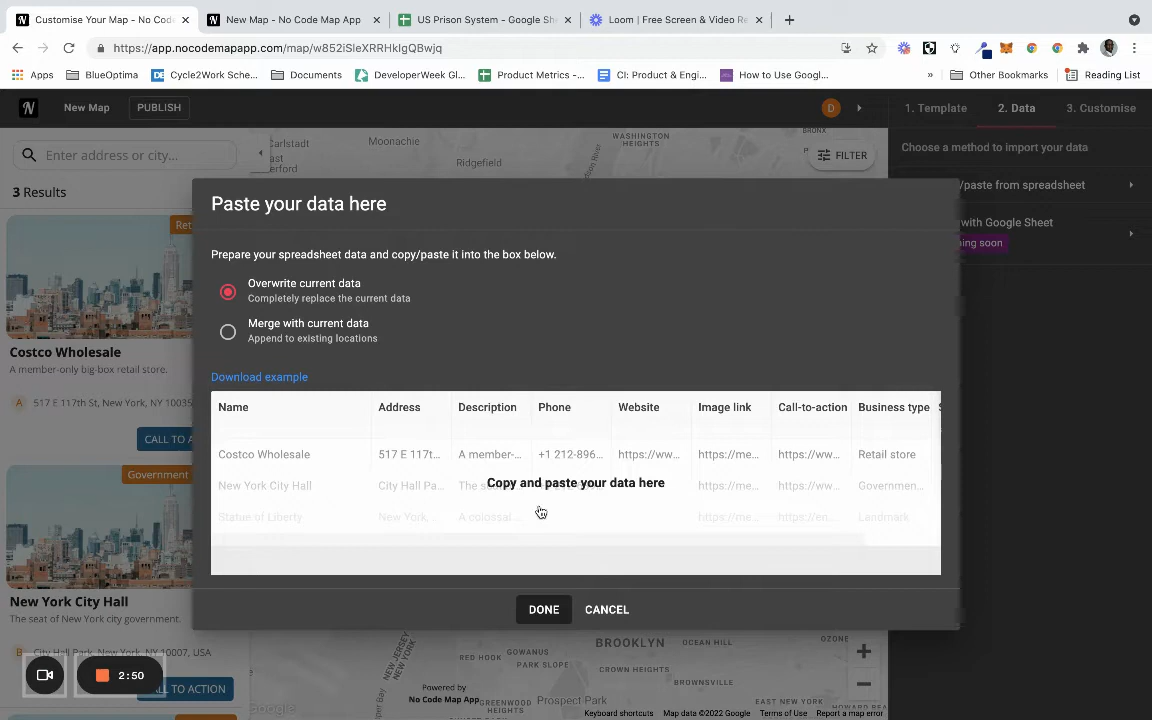 Customise Your Map - No Cod
New Map - No Code Map App
US Prison System - Google Sh
Loom | Free Screen & Video Re
https://app.nocodemapapp.com/map/w852iSleXRRHkIgQBwjq
Apps
BlueOptima
Cycle2Work Sche...
Documents
DeveloperWeek Gl...
Product Metrics -...
CI: Product & Engi...
How to Use Googl...
»
Other Bookmarks
Reading List
N
New Map
PUBLISH
D
1. Template
2. Data
3. Customise
Enter address or city...
Carlstadt
Moonachie
Ridgefield
WASHINGTON
HEIGHTS
BRONX
FILTER
Choose a method to import your data
3 Results
/paste from spreadsheet
with Google Sheet
ing soon
Ret
Costco Wholesale
A member-only big-box retail store.
A
517 E 117th St, New York, NY 10035
CALL TO A
Government
New York City Hall
The seat of New York city government.
B
City Hall Park, New York, NY 10007, USA
ALL TO ACTION
2:50
Paste your data here
Prepare your spreadsheet data and copy/paste it into the box below.
Overwrite current data
Completely replace the current data
Merge with current data
Append to existing locations
Download example
Name Address Description Phone Website Image link Call-to-action Business type
Costco Wholesale 517 E 117t... A member-... +1 212-896... https://ww... https://me... https://ww... Retail store
New York City Hall City Hall Pa... The se https://me... https://ww... Governmen...
Copy and paste your data here
Statue of Liberty New York, ... A colossal... https://me... https://en... Landmark
DONE
CANCEL
NEW JERSEY
NEW YORK
RED HOOK
GOWANUS
PARK SLOPE
BROOKLYN
OCEAN HILL
OZONE
CROWN HEIGHTS
BROWNSVILLE
EAST NEW YORK
Prospect Park
GREENWOOD
HEIGHTS
Powered by
No Code Map App
Google
Keyboard shortcuts
Map data ©2022 Google
Terms of Use
Report a map error